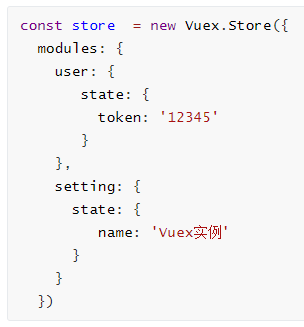 const store  = new Vuex.Store({
  modules: {
    user: {
       state: {
         token: '12345'
       }
    },
    setting: {
      state: {
         name: 'Vuex实例'
      }
    }
  })